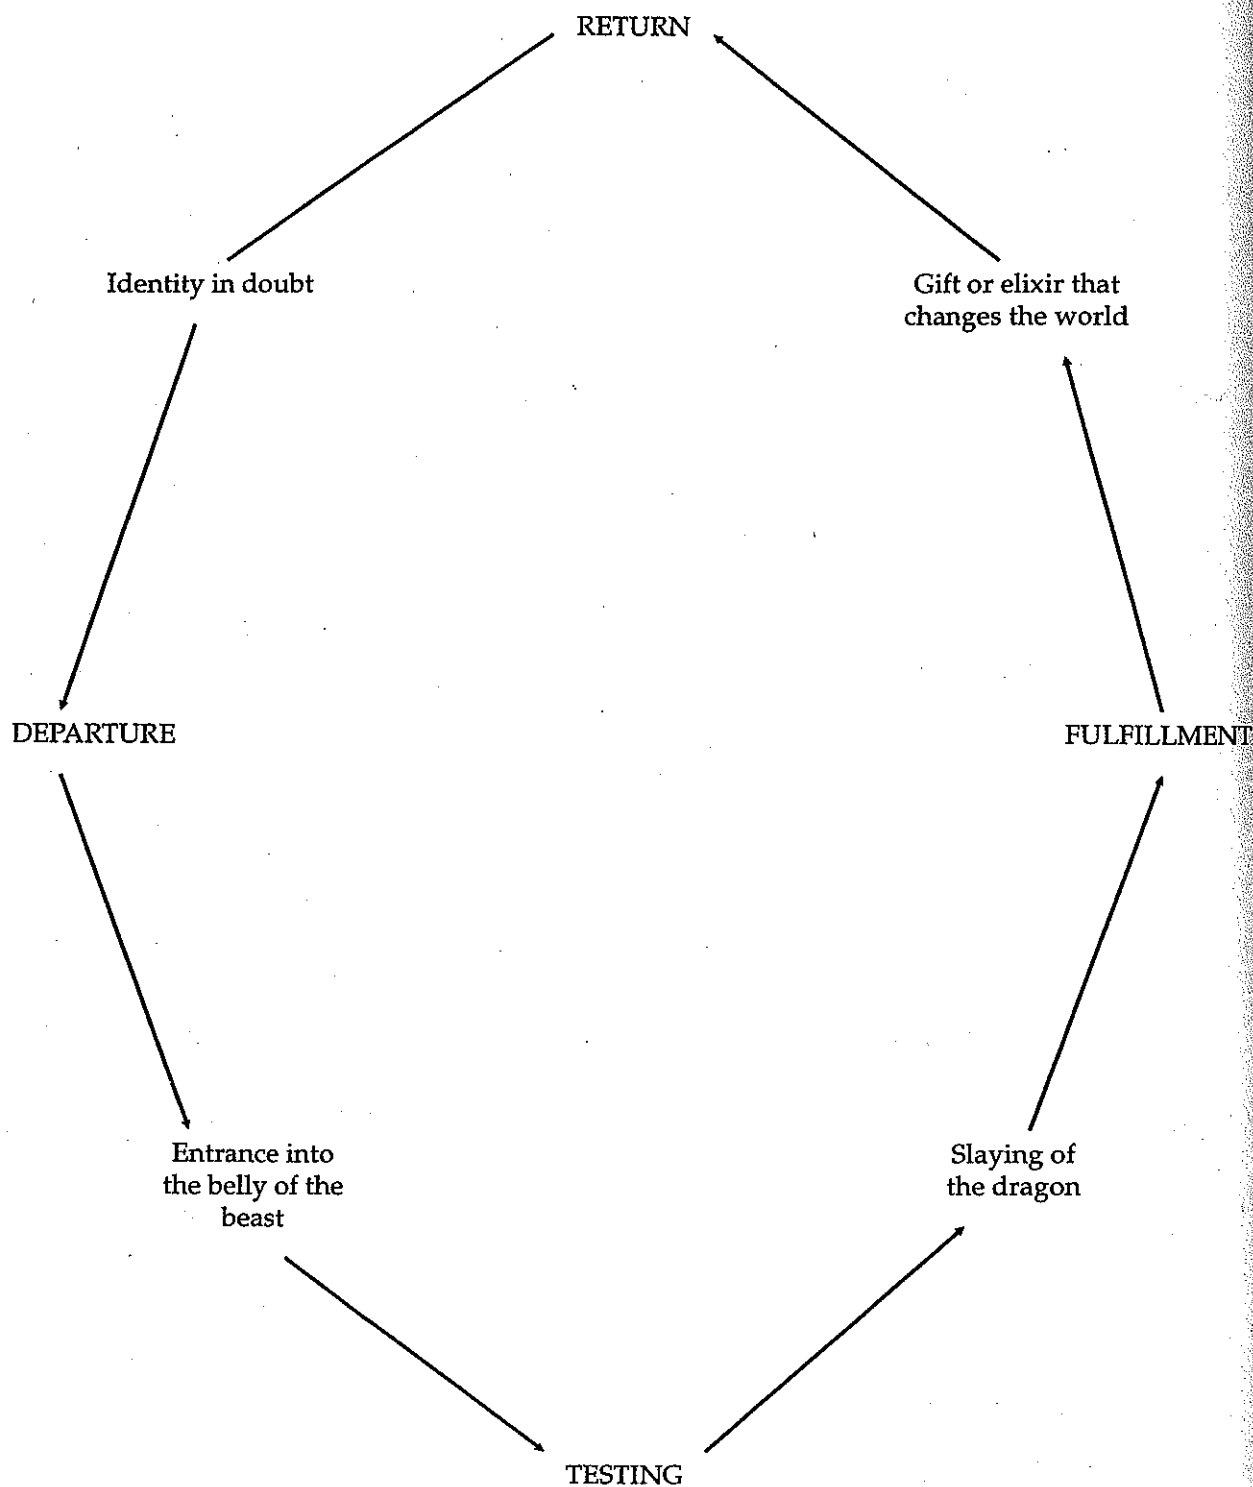 RETURN
Identity in doubt
Gift or elixir that
changes the world
DEPARTURE
FULFILLMENT
Entrance into
the belly of the
beast
Slaying of
the dragon
TESTING